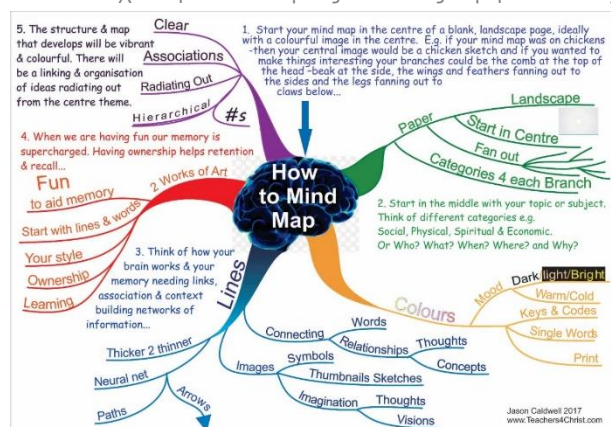 1. Start your mind map in the centre of a blank, landscape page, ideally
with a colourful image in the centre. E.g. if your mind map was on chickens
-then your central image would be a chicken sketch and if you wanted to
make things interesting your branches could be the comb at the top of
the head -beak at the side, the wings and feathers fanning out to
the sides and the legs fanning out to
claws below...
5. The structure & map
that develops will be vibrant
& colourful. There will
be a linking & organisation
of ideas radiating out
from the centre theme.
Clear
Associations
Radiating Out
Hierarchical
#s
Landscape
Paper
Start in Centre
Fan out
Categories 4 each Branch
4. When we are having fun our memory is
supercharged. Having ownership helps retention
& recall...
How
to Mind
Map
2. Start in the middle with your topic or subject.
Think of different categories e.g.
Social, Physical, Spiritual & Economic.
Or Who? What? When? Where? and Why?
2 Works of Art
Fun
to aid memory
Start with lines & words
Your style
Ownership
Learning
3. Think of how your
brain works & your
memory needing links,
association & context
building networks of
information...
Lines
Colours
Mood
Dark light/Bright
Warm/Cold
Keys & Codes
Single Words
Print
Connecting
Words
Relationships
Thoughts
Concepts
Thicker 2 thinner
Neural net
Paths
Arrows
Images
Symbols
Thumbnails Sketches
Imagination
Thoughts
Visions
Jason Caldwell 2017
www.Teachers4Christ.com